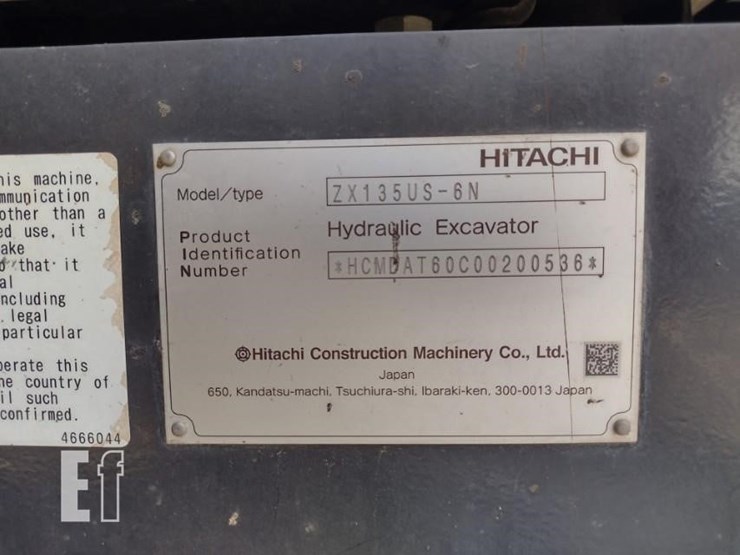 his machine.
mmunication
other than a
ed use, it
ake
that it
al
ncluding
. legal
particular
perate this
he country of
il such
confirmed.
4666044
HITACHI
Model/type ZX135US-6N
Hydraulic Excavator
Product
Identification
Number
*HCMDAT60C00200536*
Hitachi Construction Machinery Co., Ltd.
Japan
650, Kandatsu-machi, Tsuchiura-shi, Ibaraki-ken, 300-0013 Japan
Ef